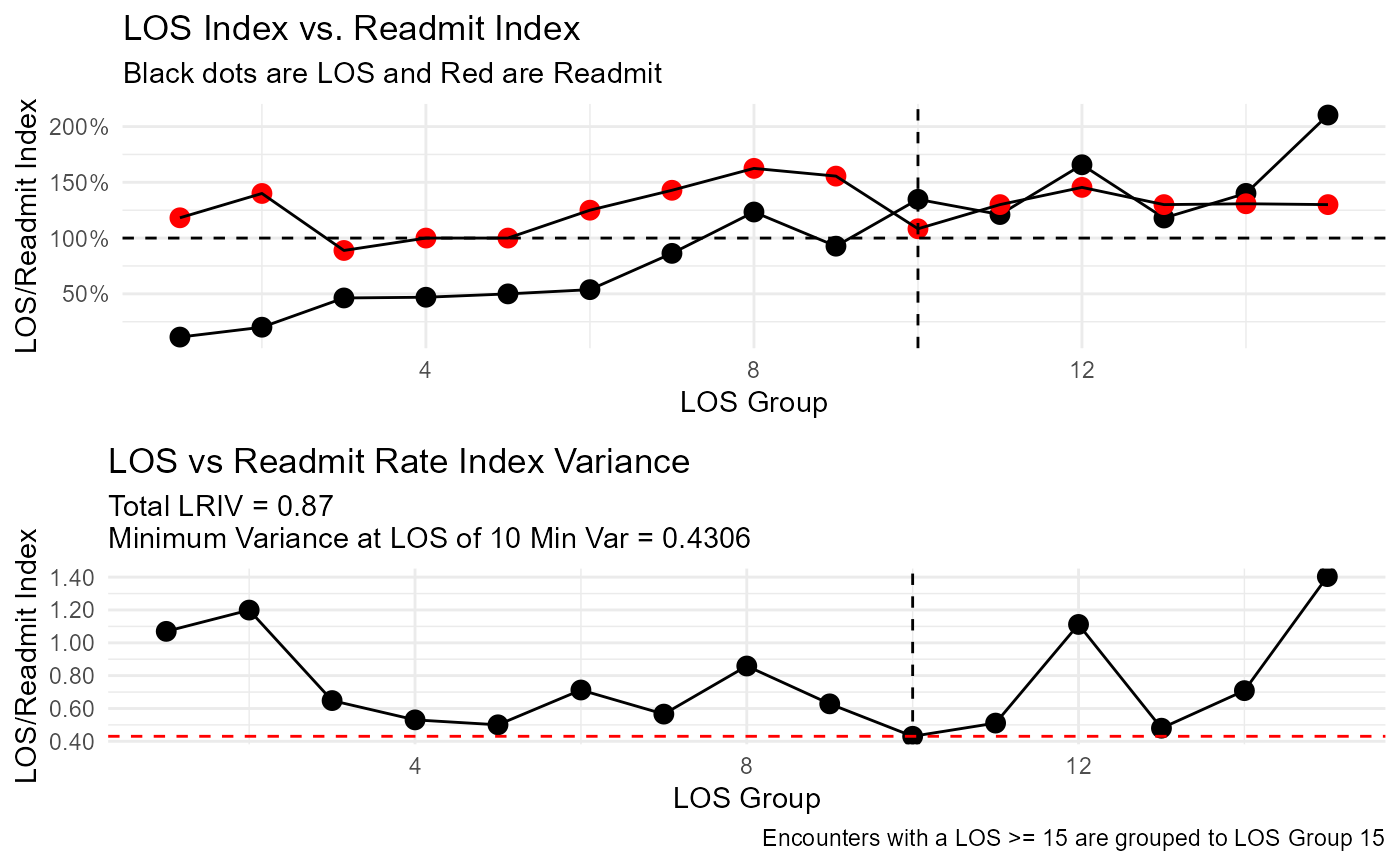 LOS Index vs. Readmit Index
Black dots are LOS and Red are Readmit
LOS/Readmit Index
200%
150%
100%
50%
4
8
12
LOS Group
LOS vs Readmit Rate Index Variance
Total LRIV = 0.87
Minimum Variance at LOS of 10 Min Var = 0.4306
LOS/Readmit Index
1.40
1.20
1.00
0.80
0.60
0.40
4
8
12
LOS Group
Encounters with a LOS >= 15 are grouped to LOS Group 15